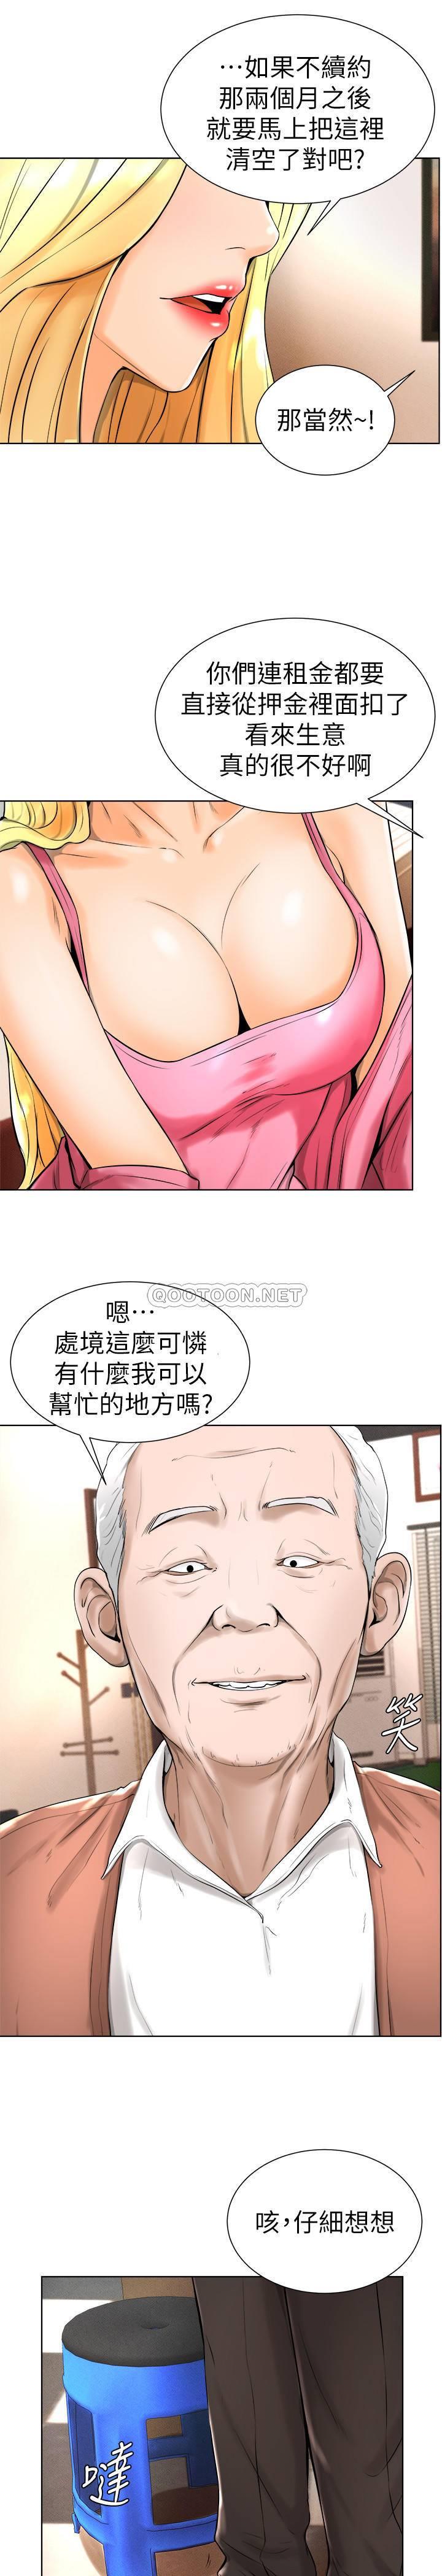 …如果不續約
那兩個月之後
就要馬上把這裡
清空了對吧?
那當然~!
你們連租金都要
直接從押金裡面扣了
看來生意
真的很不好啊
QOOTOON.NET
嗯…
處境這麼可憐
有什麼我可以
幫忙的地方嗎?
笑
咳,仔細想想
噠